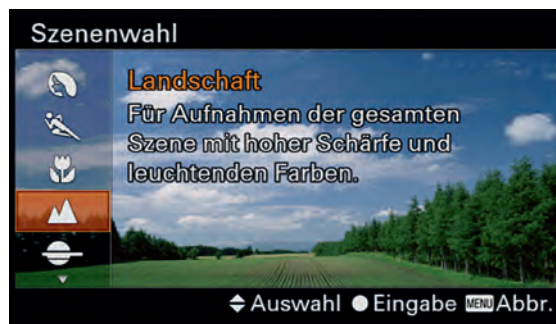 Szenenwahl
Landschaft
Für Aufnahmen der gesamten
Szene mit hoher Schärfe und
leuchtenden Farben.
Auswahl Eingabe MENU Abbr.